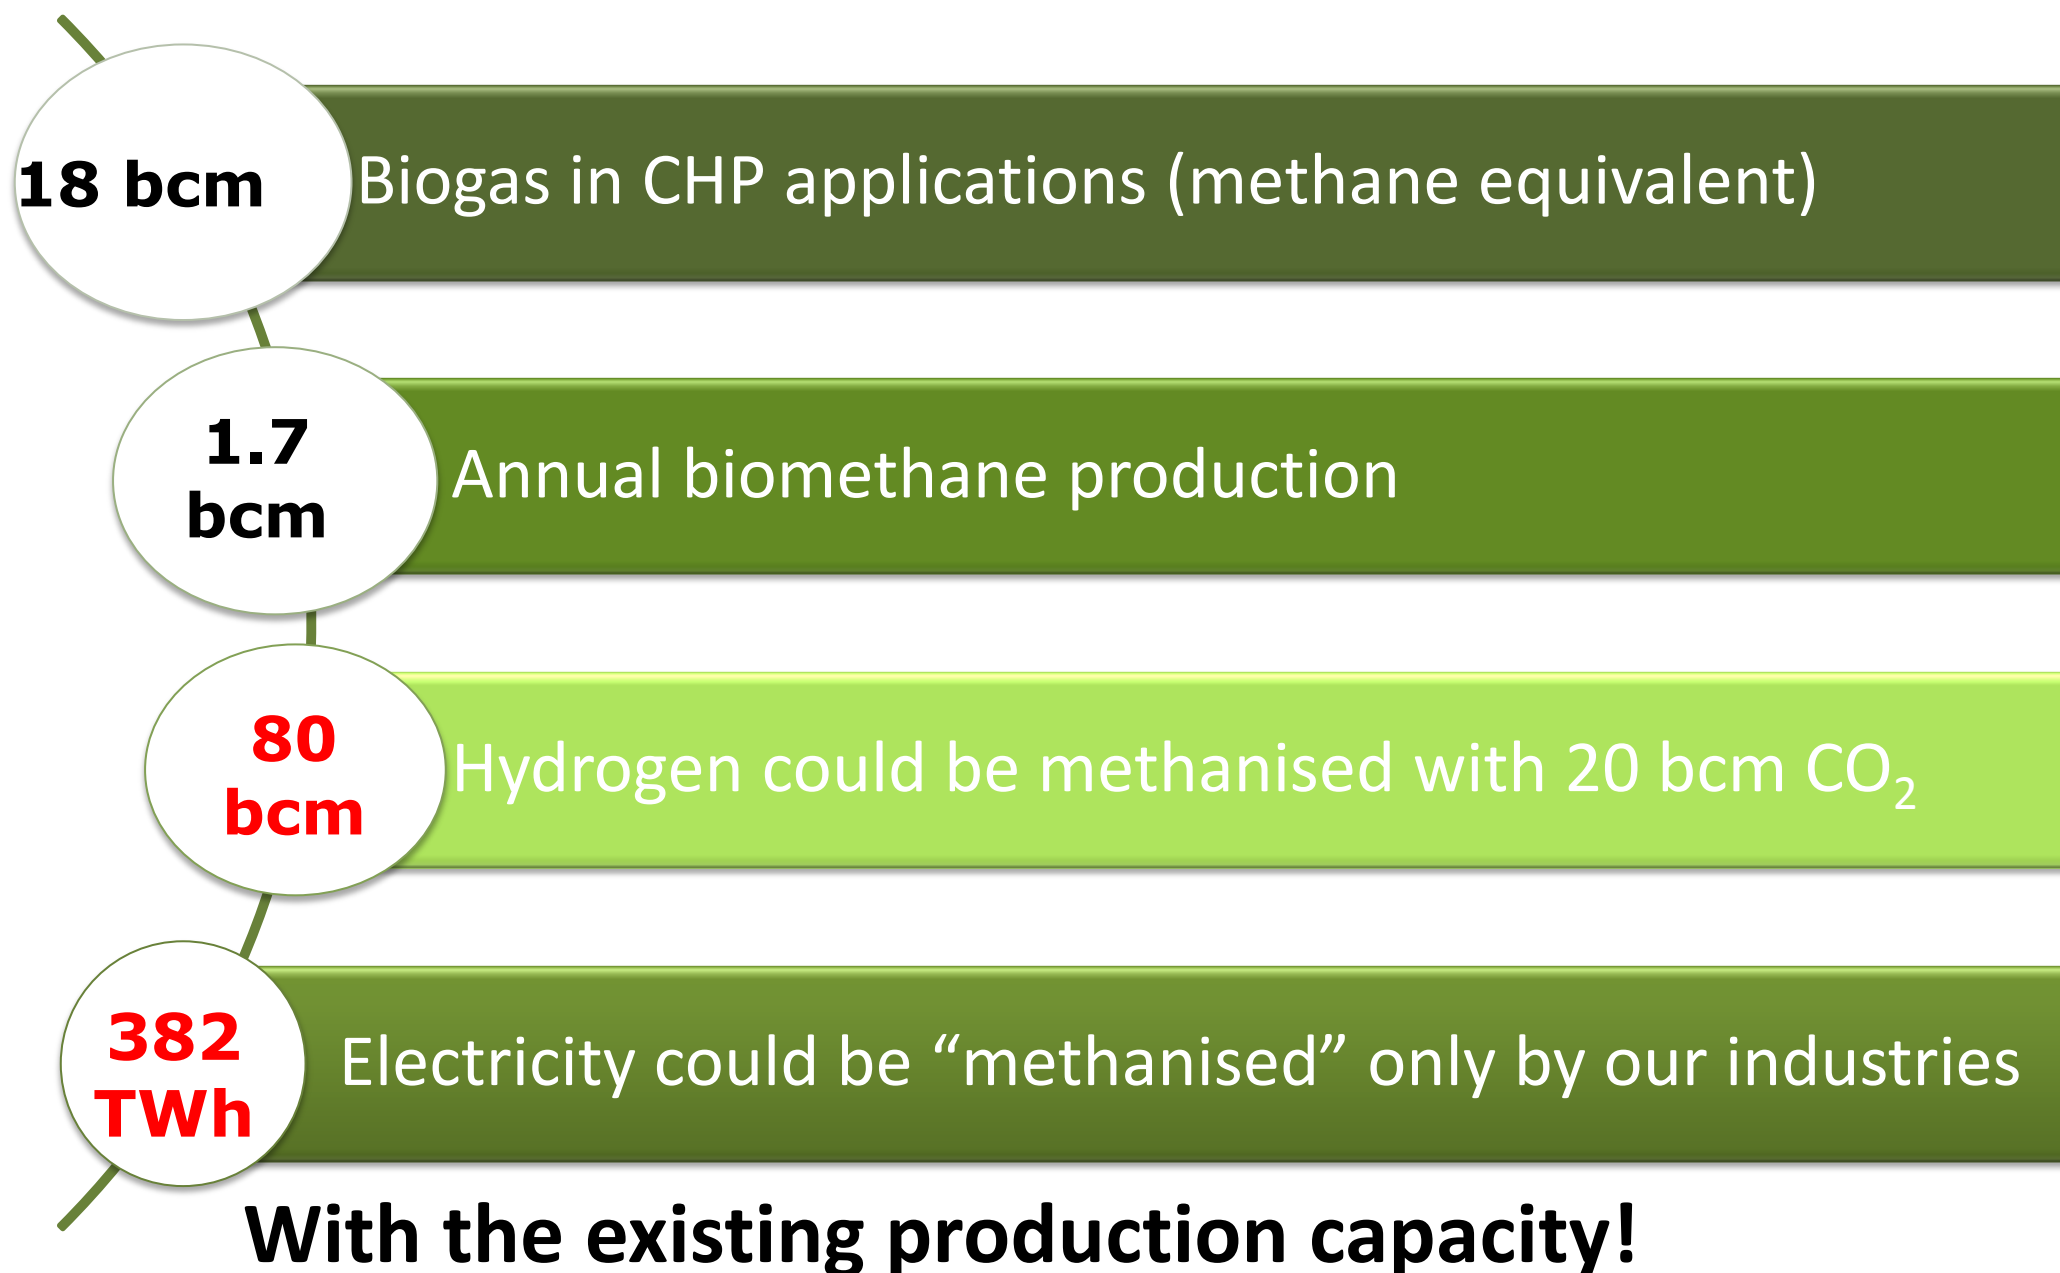 18 bcm
Biogas in CHP applications (methane equivalent)
1.7
bcm
Annual biomethane production
80
bcm
Hydrogen could be methanised with 20 bcm CO₂
382
TWh
Electricity could be “methanised” only by our industries
With the existing production capacity!